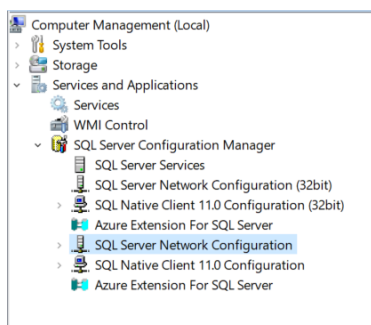 Computer Management (Local)
System Tools
Storage
Services and Applications
Services
WMI Control
SQL Server Configuration Manager
SQL Server Services
SQL Server Network Configuration (32bit)
SQL Native Client 11.0 Configuration (32bit)
Azure Extension For SQL Server
SQL Server Network Configuration
SQL Native Client 11.0 Configuration
Azure Extension For SQL Server